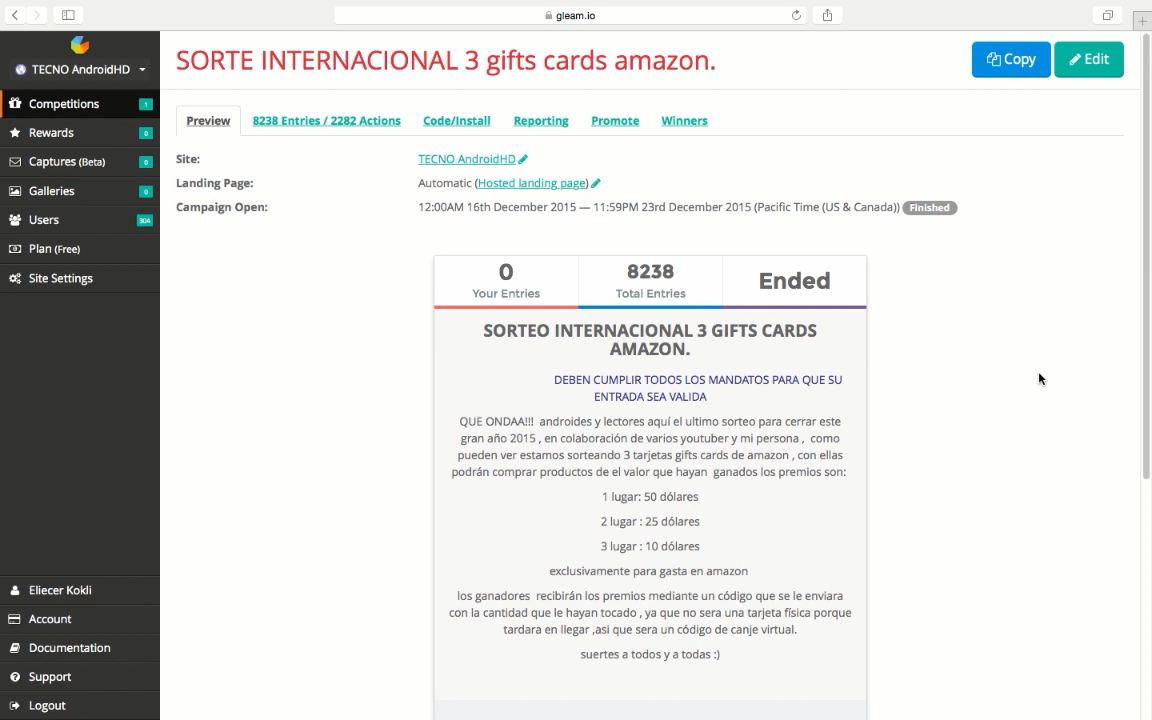 gleam.io
TECNO AndroidHD
SORTE INTERNACIONAL 3 gifts cards amazon.
Copy
Edit
Competitions 1
Rewards 0
Captures (Beta) 0
Galleries 0
Users 304
Plan (Free)
Site Settings
Eliecer Kokli
Account
Documentation
Support
Logout
Preview 8238 Entries / 2282 Actions Code/Install Reporting Promote Winners
Site: TECNO AndroidHD
Landing Page: Automatic (Hosted landing page)
Campaign Open: 12:00AM 16th December 2015 — 11:59PM 23rd December 2015 (Pacific Time (US & Canada)) Finished
0 8238 Ended
Your Entries Total Entries
SORTEO INTERNACIONAL 3 GIFTS CARDS
AMAZON.
DEBEN CUMPLIR TODOS LOS MANDATOS PARA QUE SU
ENTRADA SEA VALIDA
QUE ONDAA!!! androides y lectores aquí el ultimo sorteo para cerrar este
gran año 2015 , en colaboración de varios youtuber y mi persona , como
pueden ver estamos sorteando 3 tarjetas gifts cards de amazon , con ellas
podrán comprar productos de el valor que hayan ganados los premios son:
1 lugar: 50 dólares
2 lugar : 25 dólares
3 lugar : 10 dólares
exclusivamente para gasta en amazon
los ganadores recibirán los premios mediante un código que se le enviara
con la cantidad que le hayan tocado , ya que no sera una tarjeta física porque
tardara en llegar ,asi que sera un código de canje virtual.
suertes a todos y a todas :)